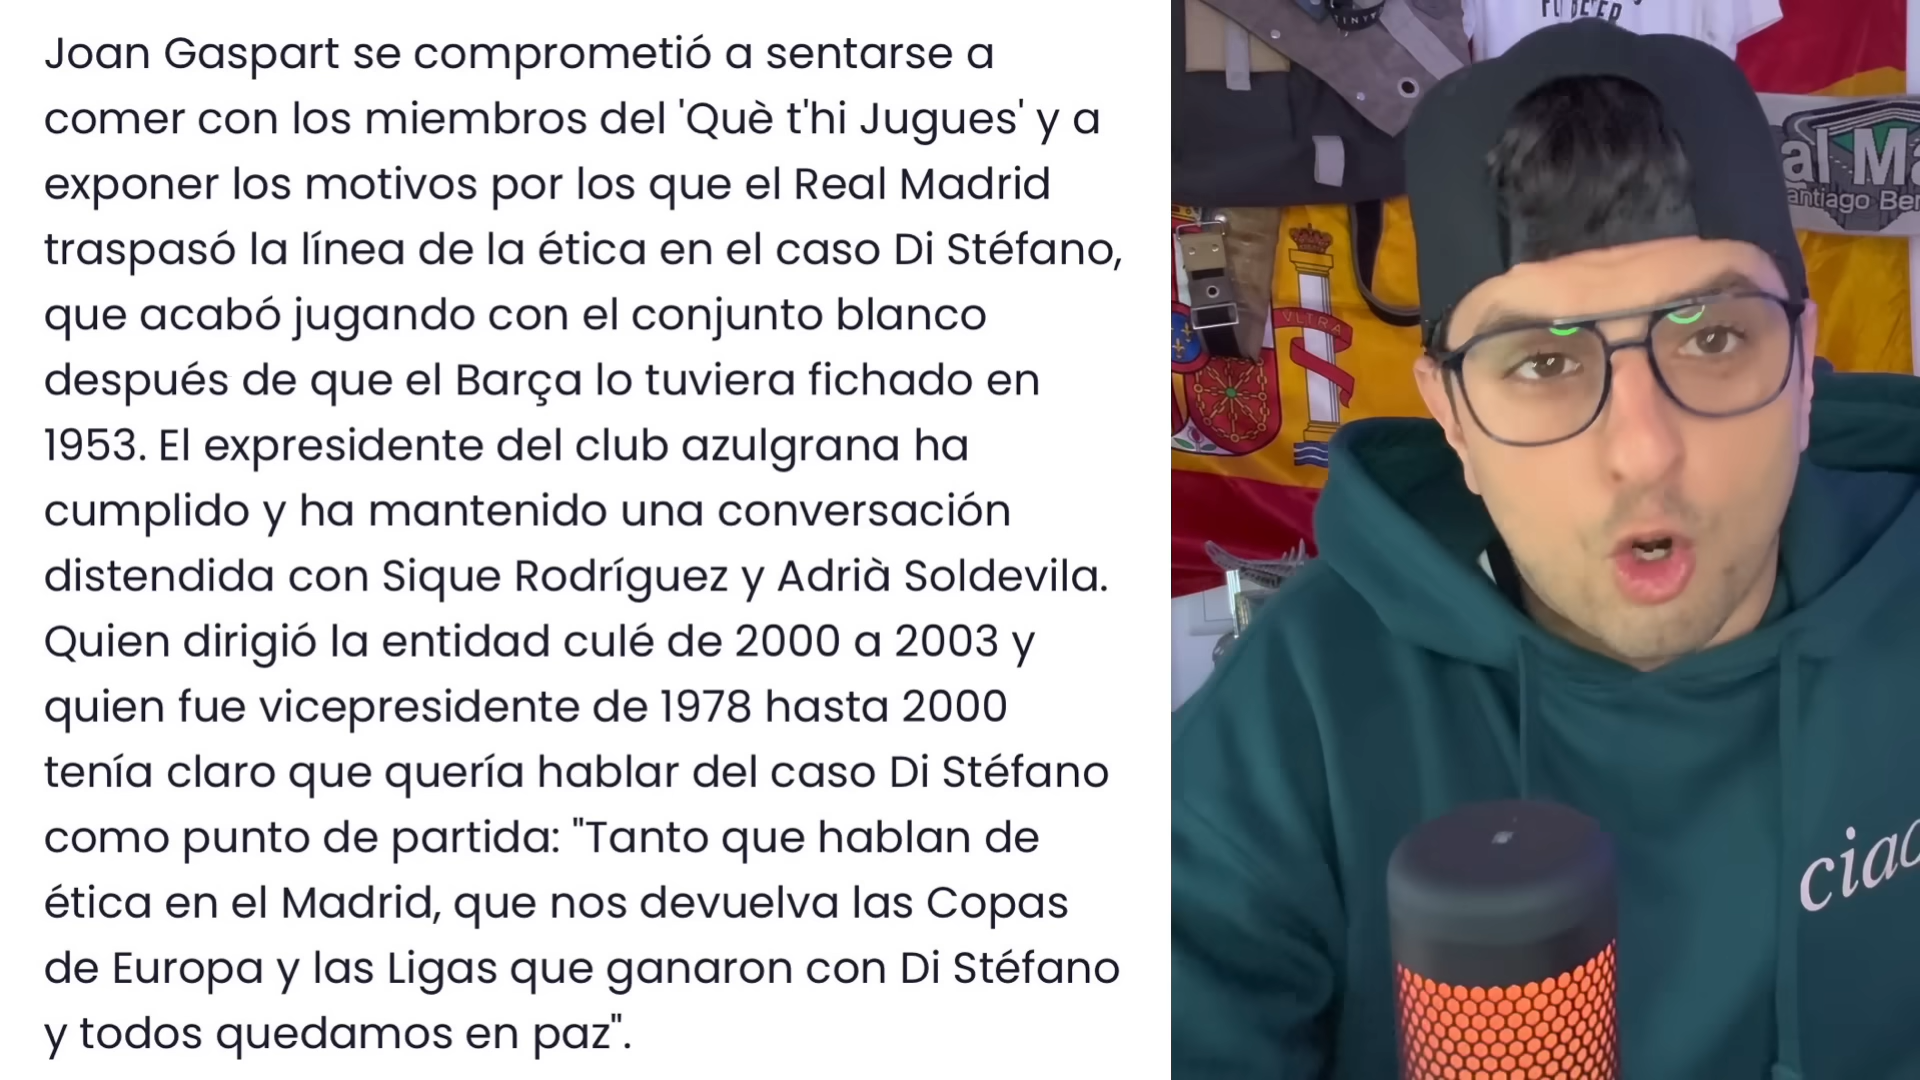 Joan Gaspart se comprometió a sentarse a
comer con los miembros del 'Què t'hi Jugues' y a
exponer los motivos por los que el Real Madrid
traspasó la línea de la ética en el caso Di Stéfano,
que acabó jugando con el conjunto blanco
después de que el Barça lo tuviera fichado en
1953. El expresidente del club azulgrana ha
cumplido y ha mantenido una conversación
distendida con Sique Rodríguez y Adrià Soldevila.
Quien dirigió la entidad culé de 2000 a 2003 y
quien fue vicepresidente de 1978 hasta 2000
tenía claro que quería hablar del caso Di Stéfano
como punto de partida: "Tanto que hablan de
ética en el Madrid, que nos devuelva las Copas
de Europa y las Ligas que ganaron con Di Stéfano
y todos quedamos en paz".
al Ma
antiago Ber
VLTRA
ciao